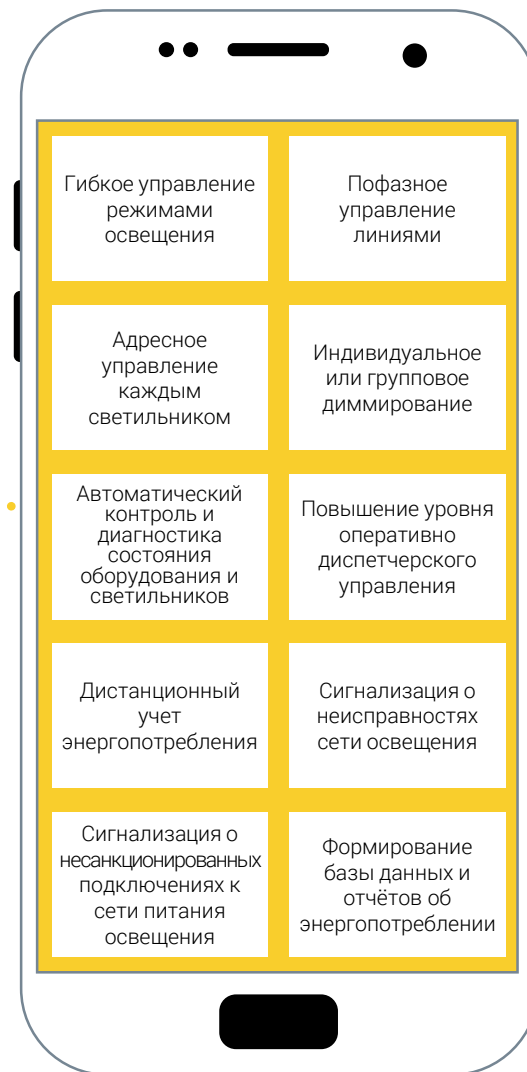 Гибкое управление
режимами
освещения
Пофазное
управление
линиями
Адресное
управление
каждым
светильником
Индивидуальное
или групповое
диммирование
Автоматический
контроль и
диагностика
состояния
оборудования и
светильников
Повышение уровня
оперативно
диспетчерского
управления
Дистанционный
учет
энергопотребления
Сигнализация о
неисправностях
сети освещения
Сигнализация о
несанкционированных
подключениях к
сети питания
освещения
Формирование
базы данных и
отчётов об
энергопотреблении